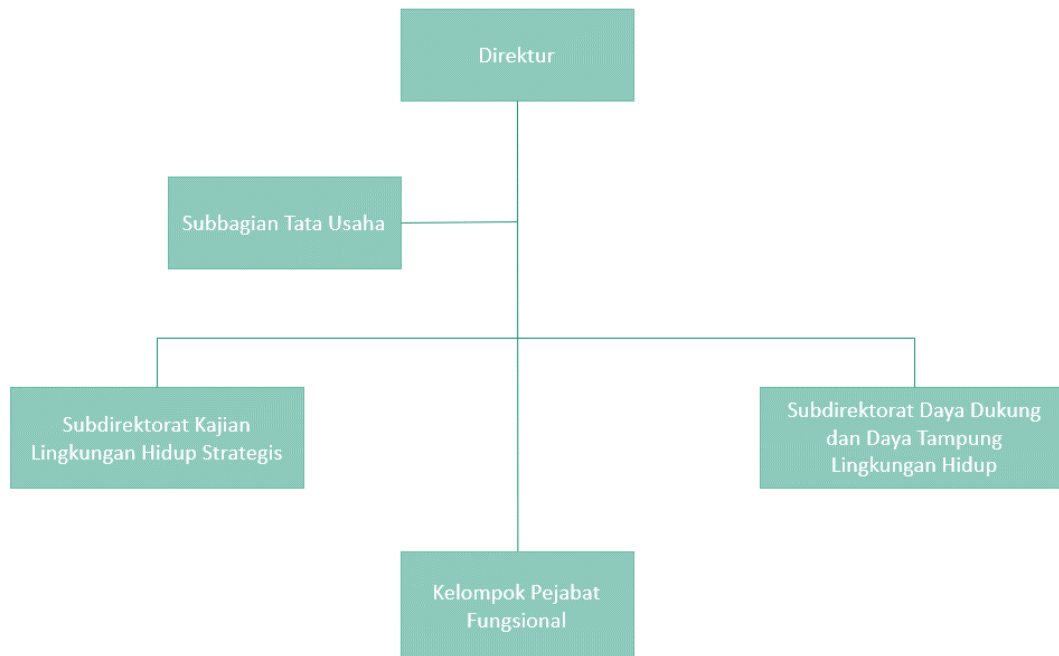 Direktur
Subbagian Tata Usaha
Subdirektorat Kajian
Lingkungan Hidup Strategis
Subdirektorat Daya Dukung
dan Daya Tampung
Lingkungan Hidup
Kelompok Pejabat
Fungsional